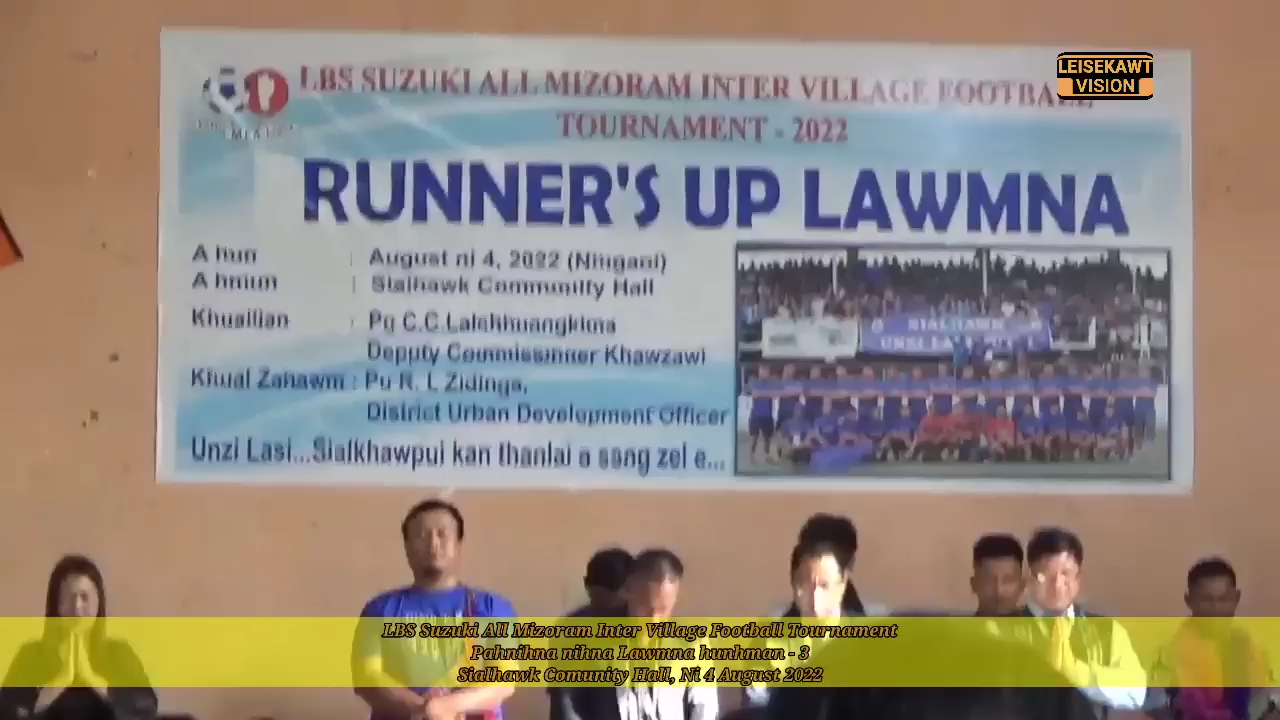 LEISEKAWT
VISION
LBS SUZUKI ALL MIZORAM INTER VILLAGE FOOTBALL
TOURNAMENT - 2022
RUNNER'S UP LAWMNA
A hun : August ni 4, 2022 (Ningani)
A hmun : Sialhawk Community Hall
Khuallian : Pu C.C.Lalchhuangkima
Deputy Commissinner Khawzawl
Khual Zahawm : Pu R. L Zidinga,
District Urban Development Officer
Unzi Lasi...Sialkhawpui kan thanlai a sang zel e...
SIALHAWK
LBS Suzuki All Mizoram Inter Village Football Tournament
Pahnihna nihna Lawmna hunhman - 3
Sialhawk Comunity Hall, Ni 4 August 2022